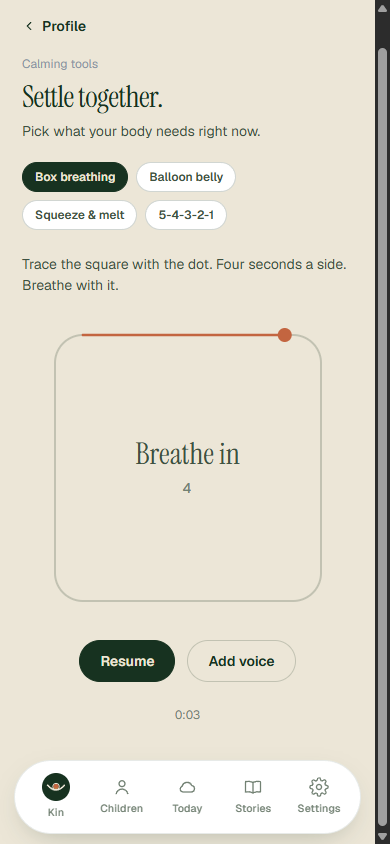 Profile
Calming tools
Settle together.
Pick what your body needs right now.
Box breathing
Balloon belly
Squeeze & melt
5-4-3-2-1
Trace the square with the dot. Four seconds a side.
Breathe with it.
Breathe in
4
Resume
Add voice
0:03
Kin
Children
Today
Stories
Settings